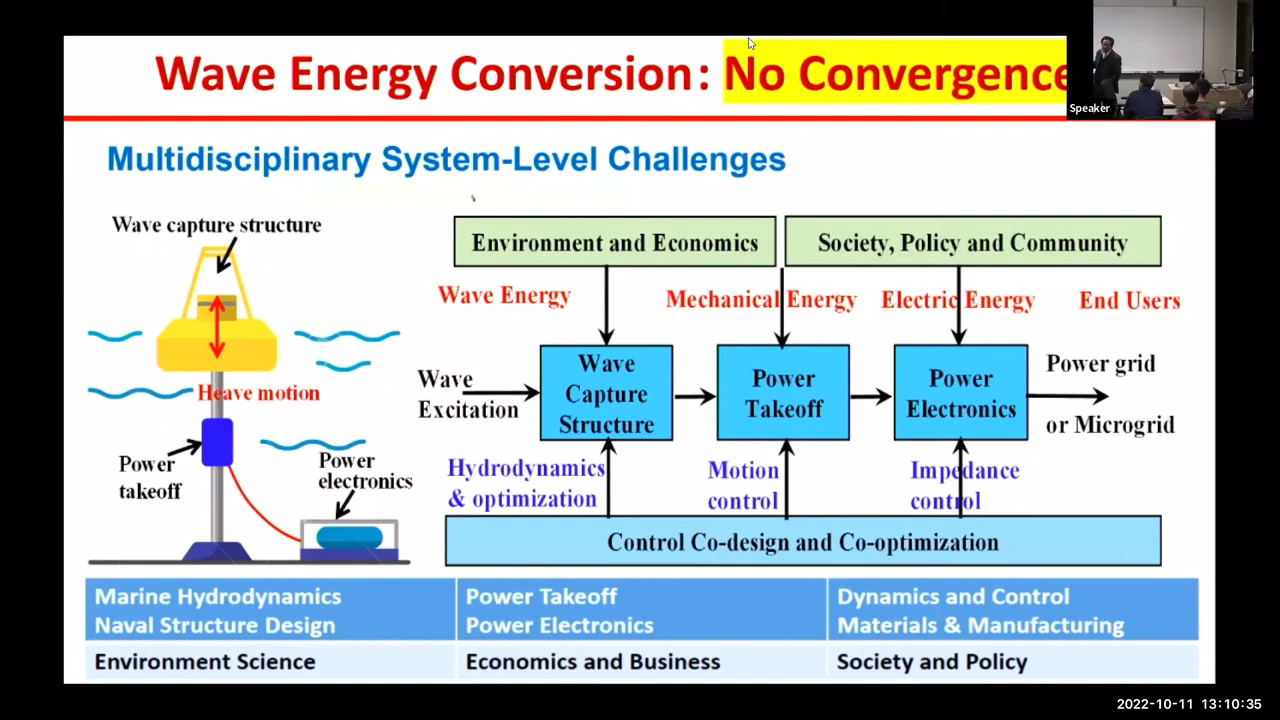 Wave Energy Conversion: No Convergence
Speaker
Multidisciplinary System-Level Challenges
Wave capture structure
Heave motion
Power
takeoff
Power
electronics
Environment and Economics
Society, Policy and Community
Wave Energy
Mechanical Energy
Electric Energy
End Users
Wave
Excitation
Wave
Capture
Structure
Power
Takeoff
Power
Electronics
Power grid
or Microgrid
Hydrodynamics
& optimization
Motion
control
Impedance
control
Control Co-design and Co-optimization
Marine Hydrodynamics
Naval Structure Design
Power Takeoff
Power Electronics
Dynamics and Control
Materials & Manufacturing
Environment Science
Economics and Business
Society and Policy
2022-10-11 13:10:35